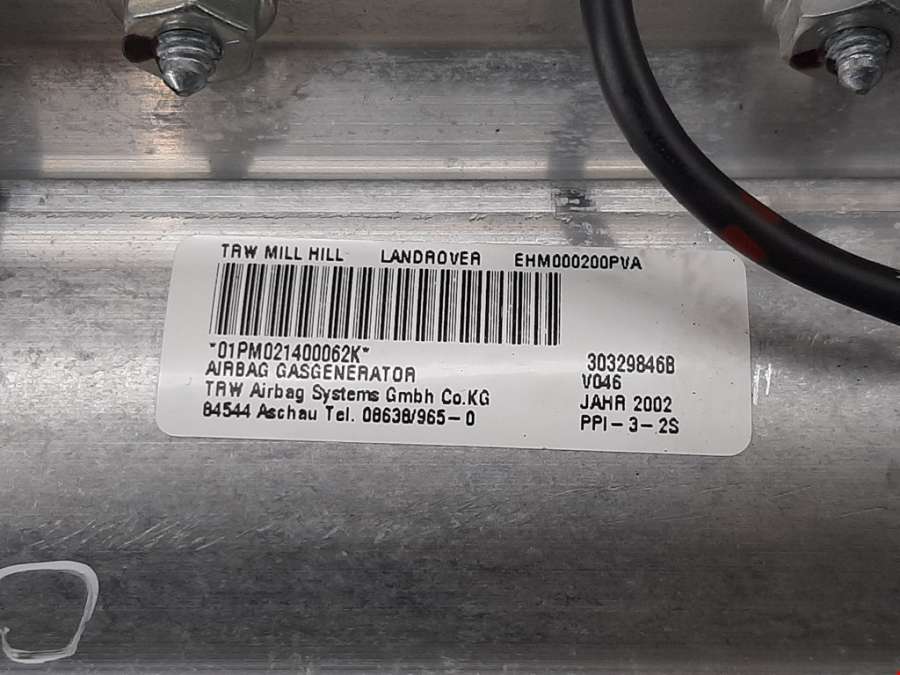 TRW MILL HILL LANDROVER EHM000200PVA
*01PM021400062K*
AIRBAG GASGENERATOR
TRW Airbag Systems Gmbh Co.KG
84544 Aschau Tel. 08638/965-0
30329846B
V046
JAHR 2002
PPI-3-2S